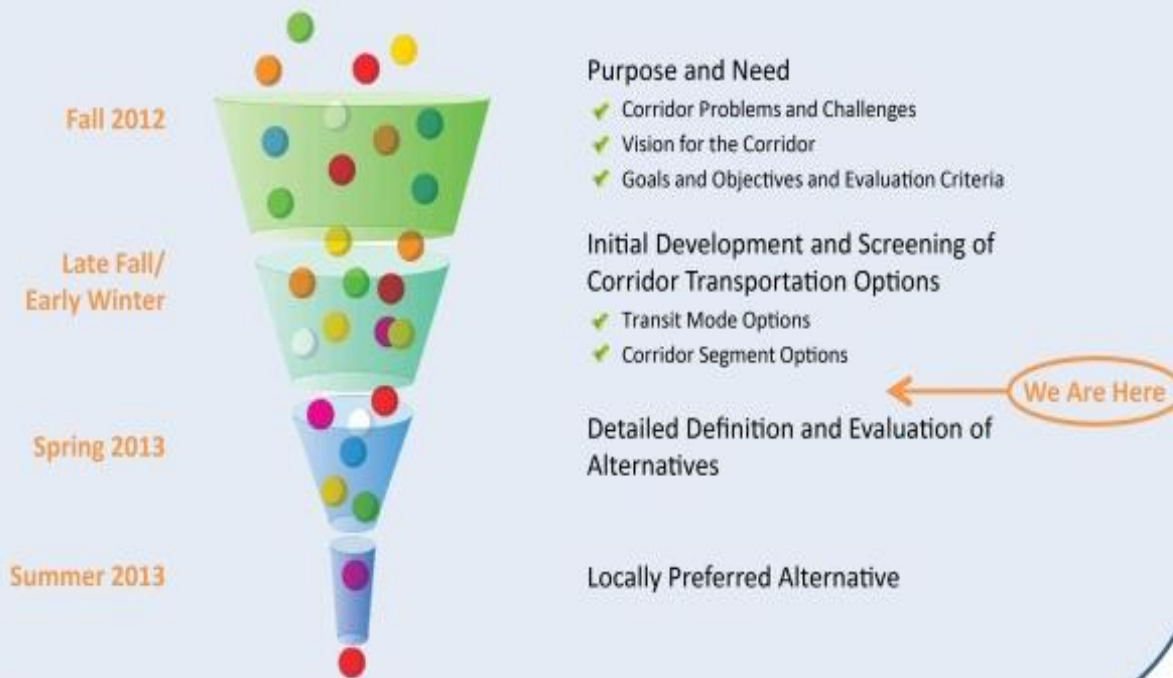 Fall 2012
Purpose and Need
Corridor Problems and Challenges
Vision for the Corridor
Goals and Objectives and Evaluation Criteria
Late Fall/
Early Winter
Initial Development and Screening of
Corridor Transportation Options
Transit Mode Options
Corridor Segment Options
We Are Here
Spring 2013
Detailed Definition and Evaluation of
Alternatives
Summer 2013
Locally Preferred Alternative